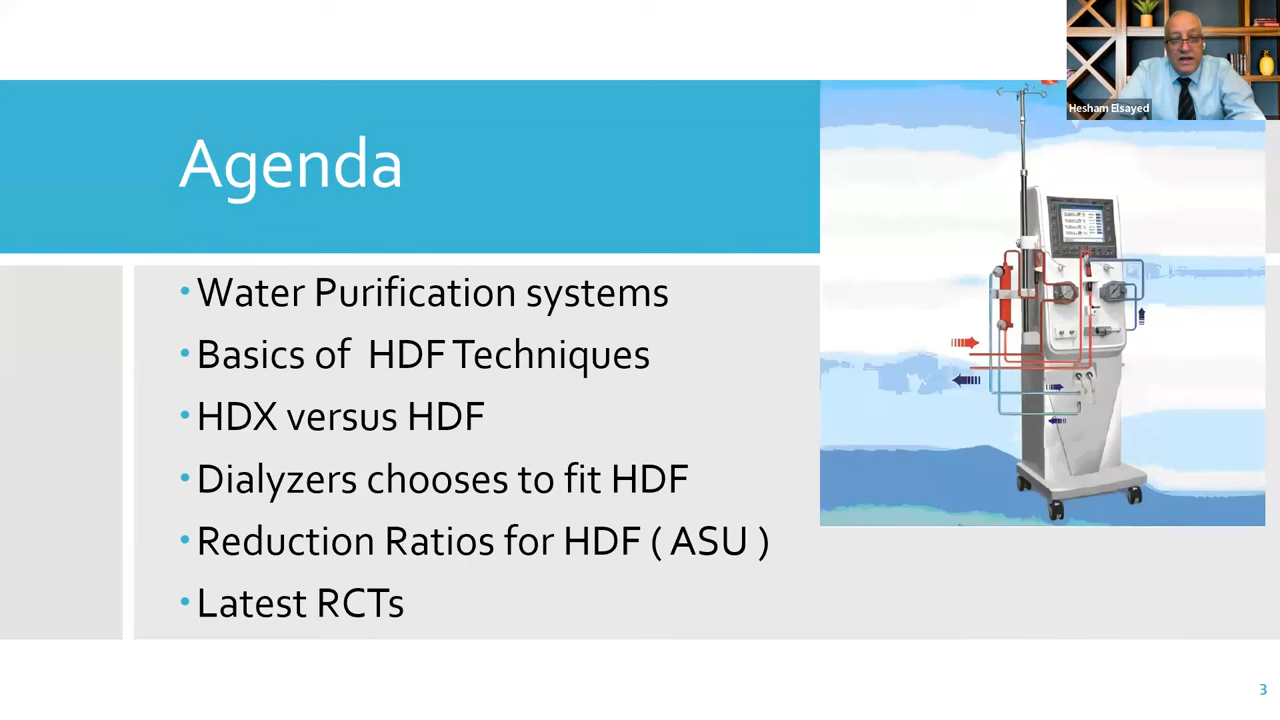 Hesham Elsayed
Agenda
• Water Purification systems
• Basics of HDF Techniques
• HDX versus HDF
• Dialyzers chooses to fit HDF
• Reduction Ratios for HDF ( ASU )
• Latest RCTs
3